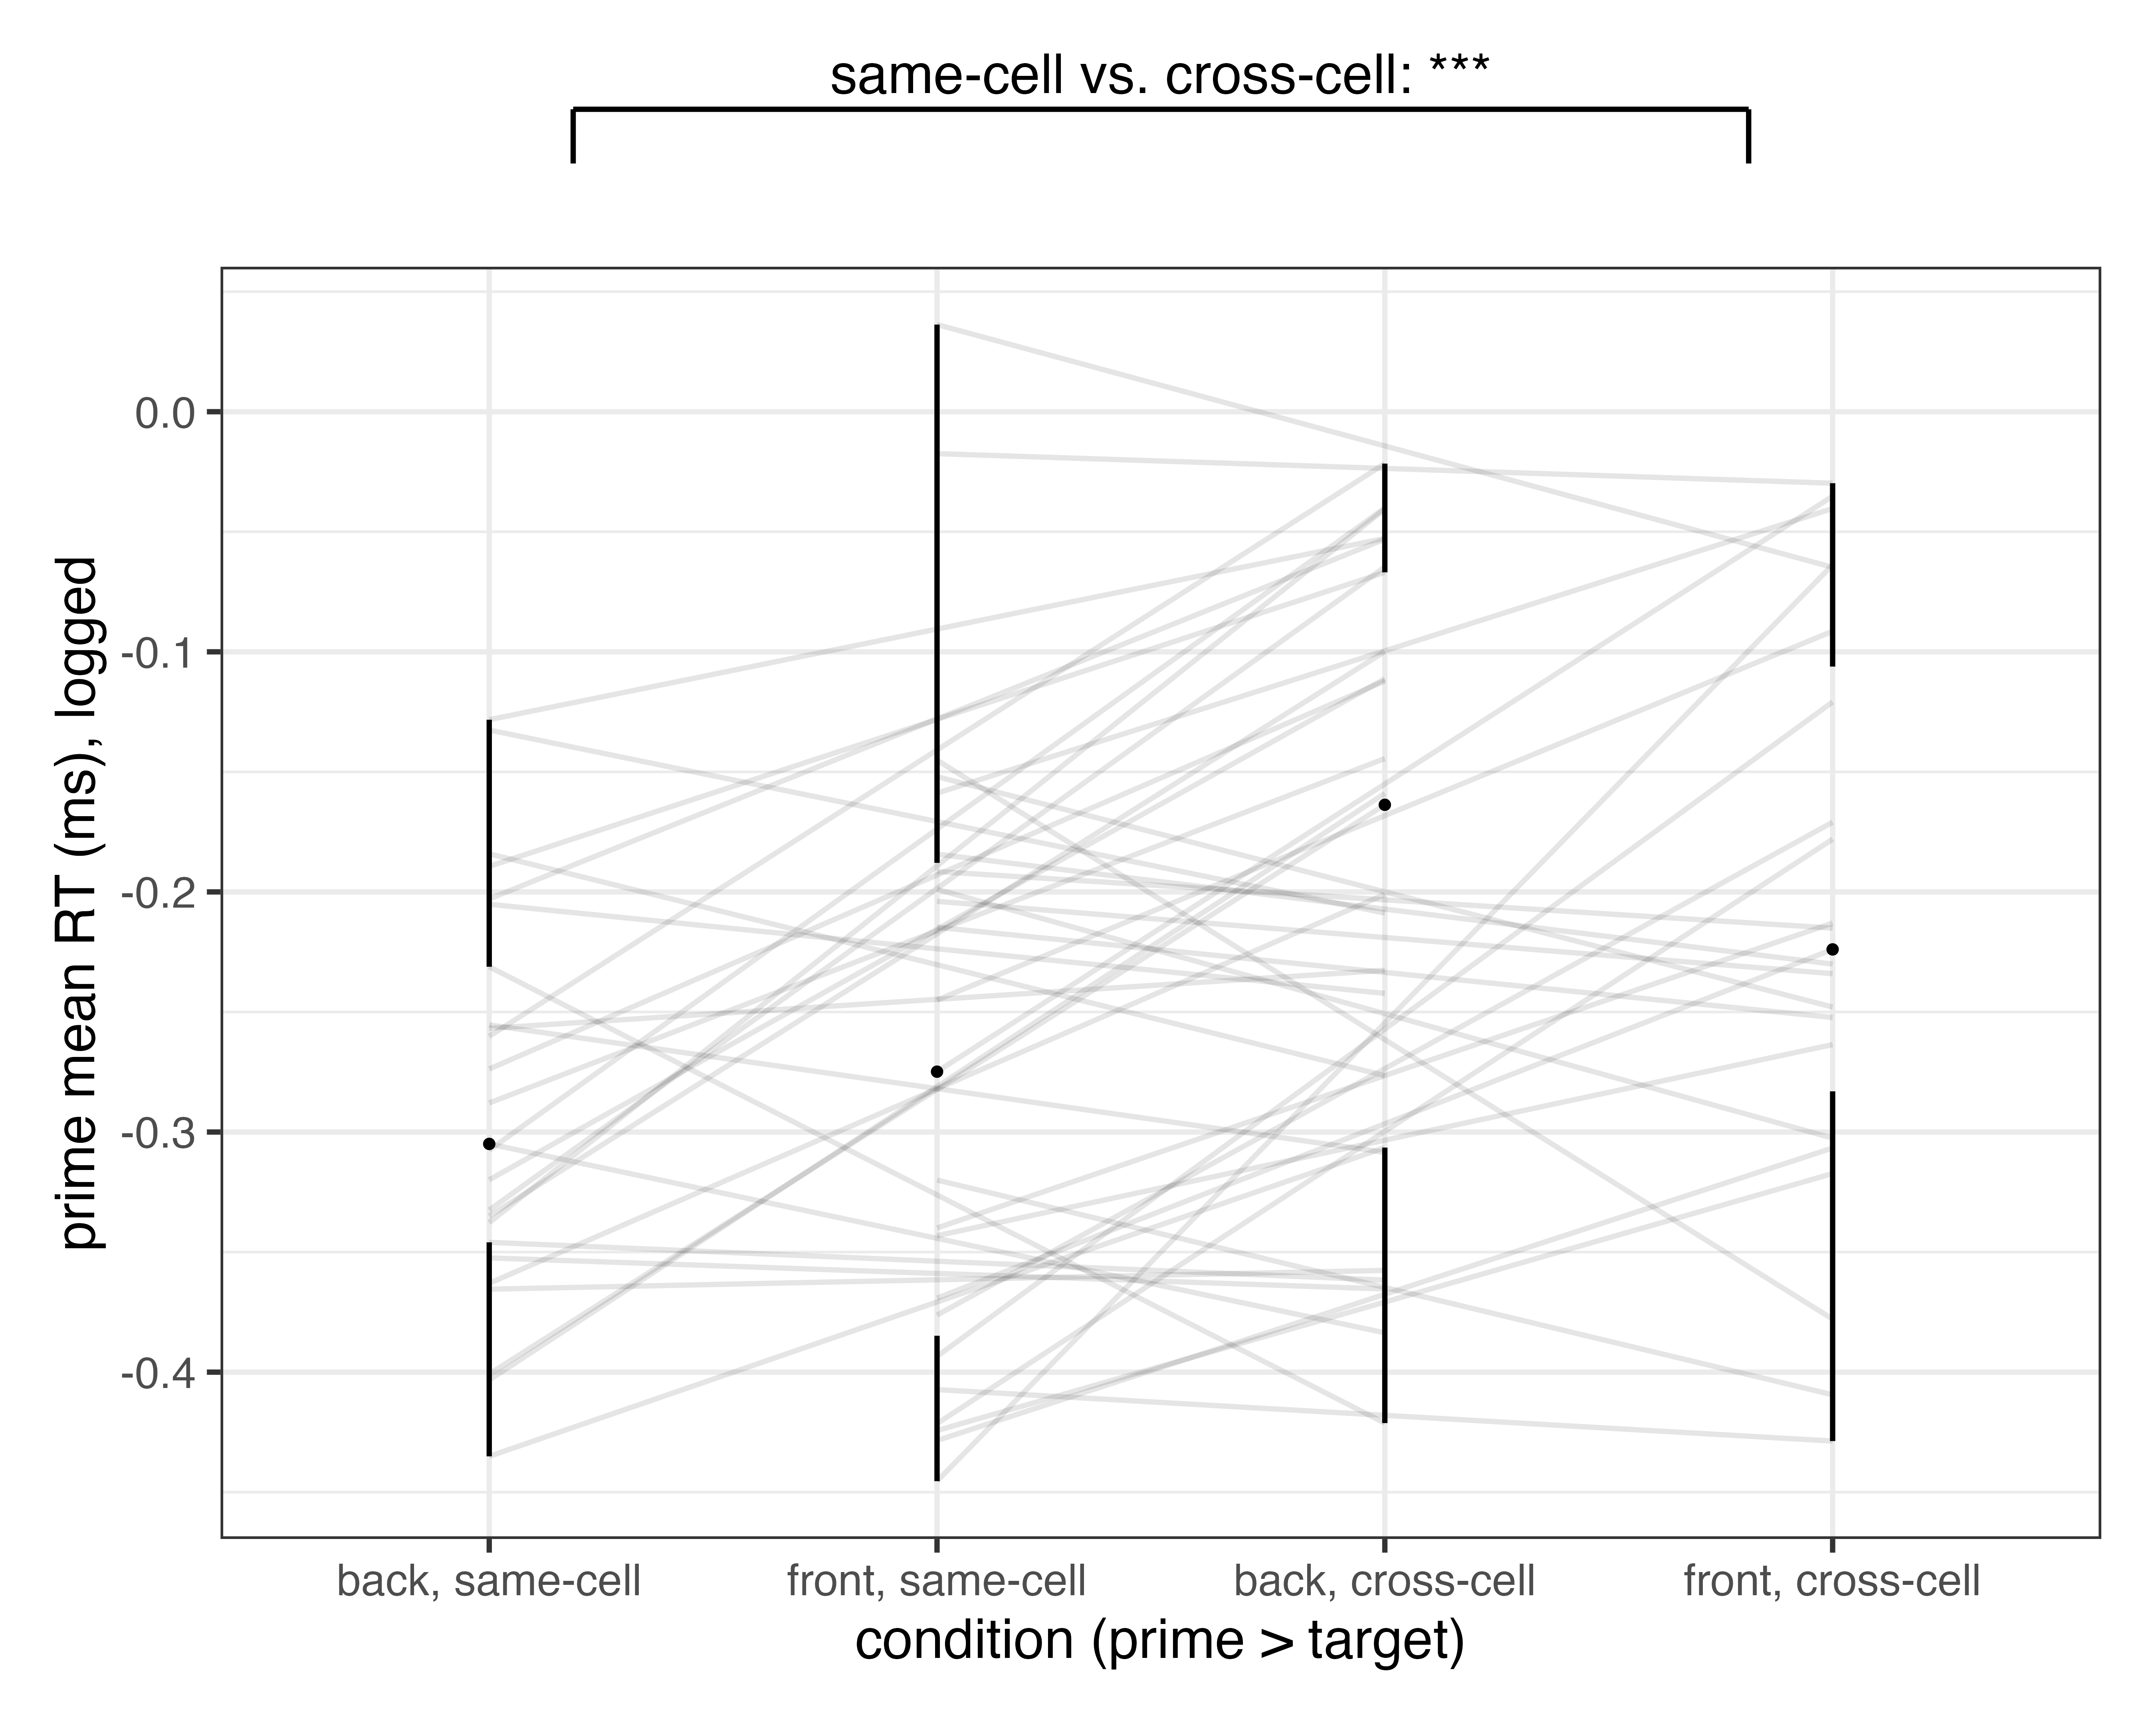 same-cell vs. cross-cell: ***
prime mean RT (ms), logged
0.0
-0.1
-0.2
-0.3
-0.4
back, same-cell
front, same-cell
back, cross-cell
front, cross-cell
condition (prime > target)